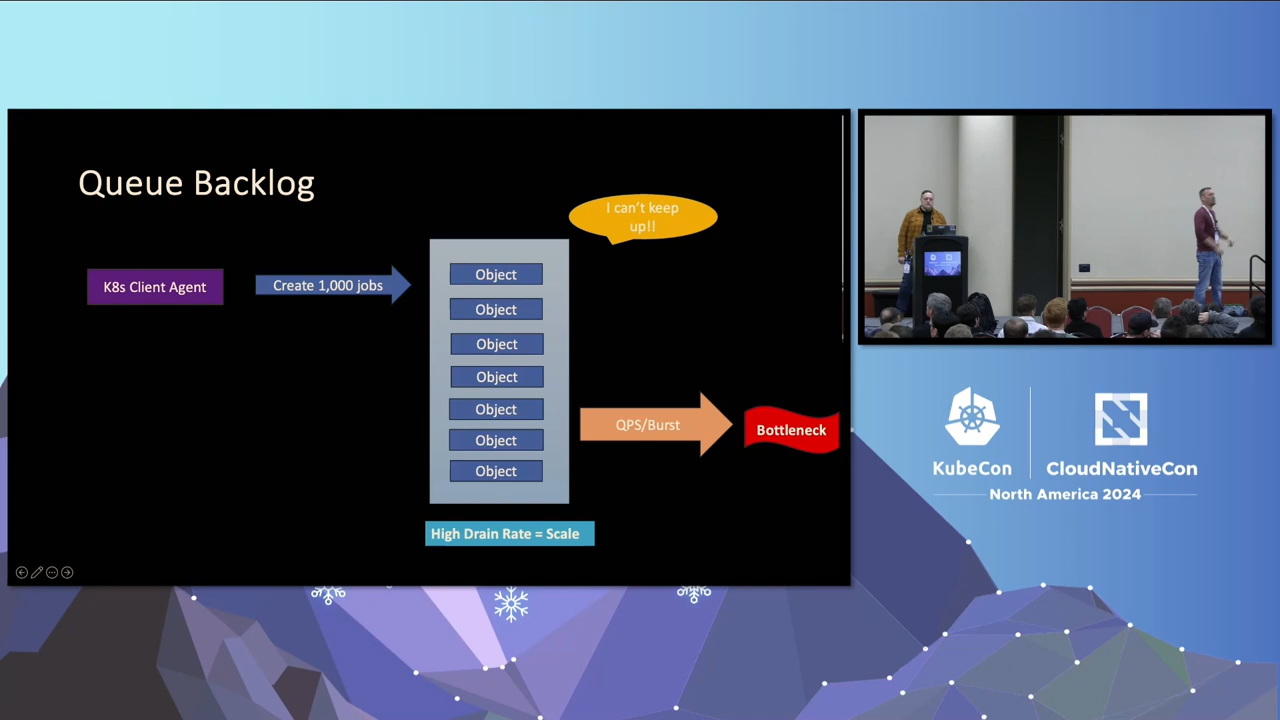 Queue Backlog
I can't keep
up!!
K8s Client Agent
Create 1,000 jobs
Object
Object
Object
Object
Object
Object
Object
QPS/Burst
Bottleneck
High Drain Rate = Scale
KubeCon
CloudNativeCon
North America 2024